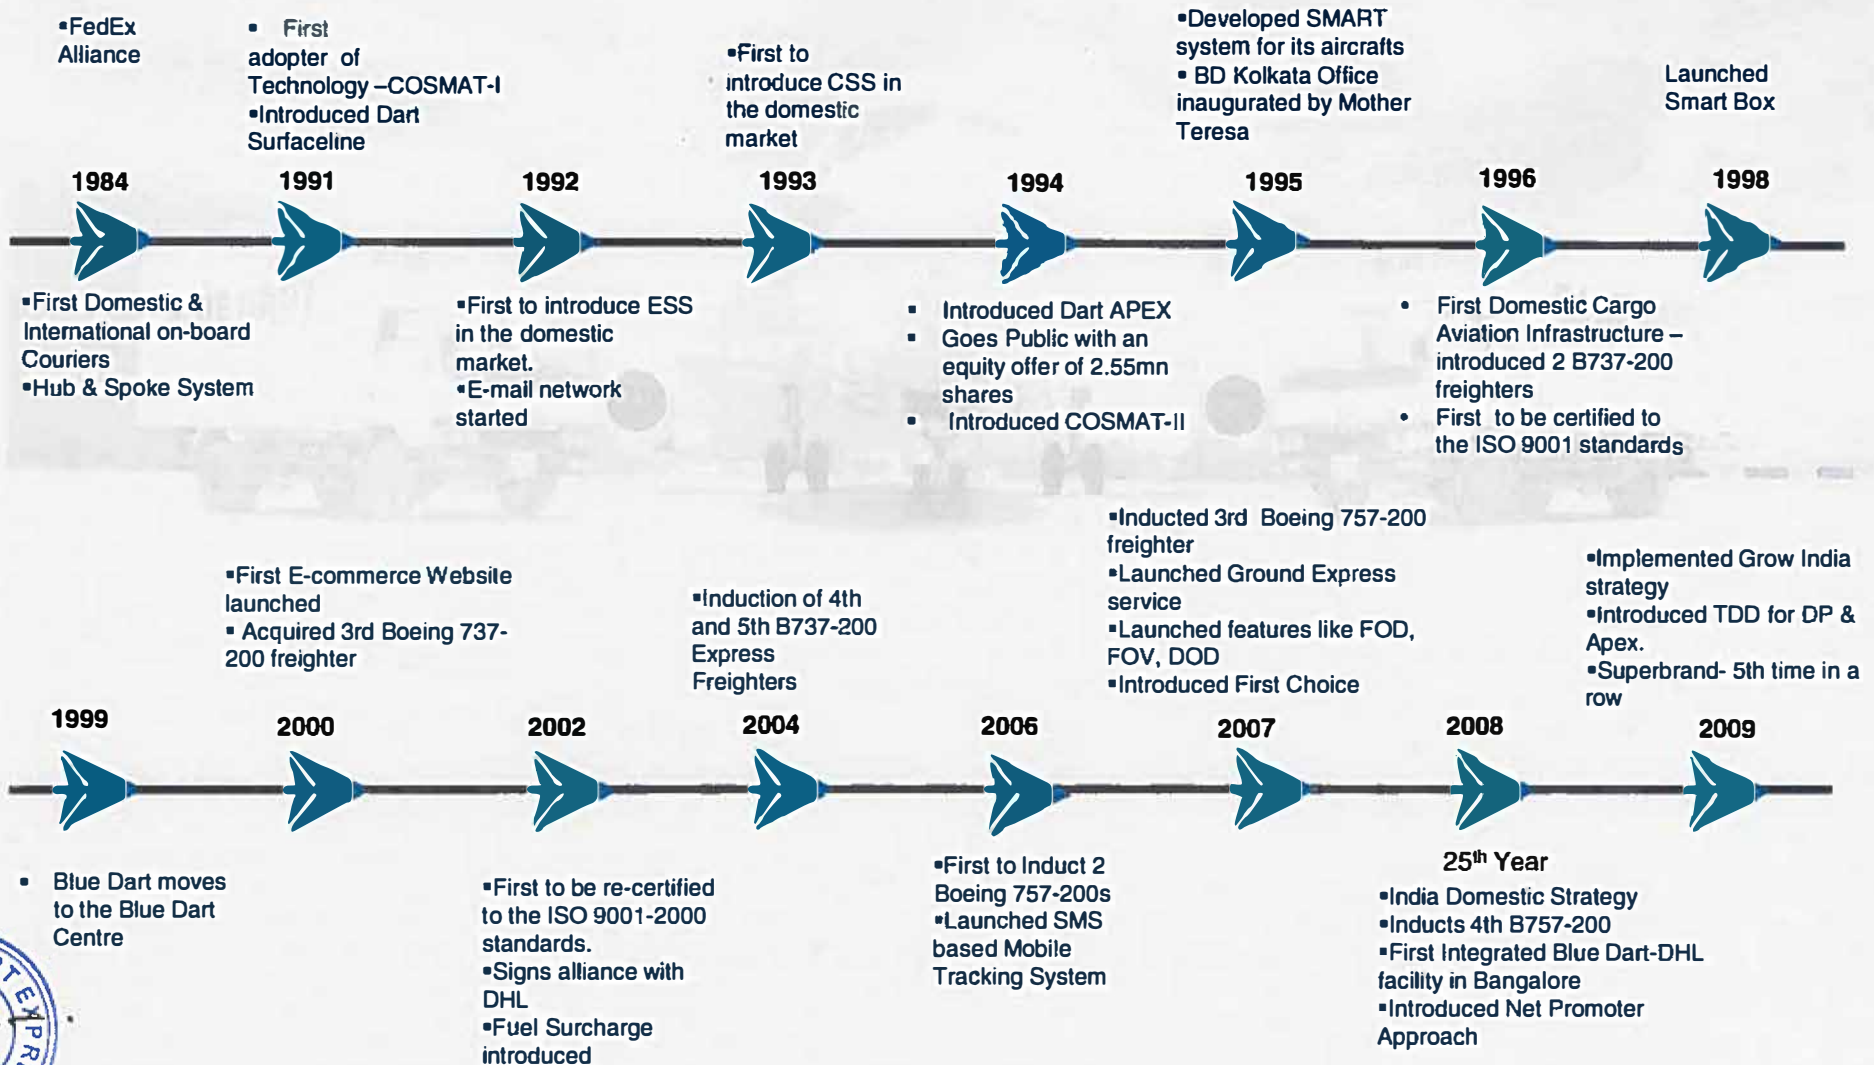 ▪FedEx
Alliance
▪ First
adopter of
Technology –COSMAT-I
▪Introduced Dart
Surfaceline
▪First to
introduce CSS in
the domestic
market
▪Developed SMART
system for its aircrafts
▪ BD Kolkata Office
inaugurated by Mother
Teresa
Launched
Smart Box
1984 1991 1992 1993 1994 1995 1996 1998
▪First Domestic &
International on-board
Couriers
▪Hub & Spoke System
▪First to introduce ESS
in the domestic
market.
▪E-mail network
started
▪ Introduced Dart APEX
▪ Goes Public with an
equity offer of 2.55mn
shares
▪ Introduced COSMAT-II
• First Domestic Cargo
Aviation Infrastructure –
introduced 2 B737-200
freighters
• First to be certified to
the ISO 9001 standards
▪First E-commerce Website
launched
▪ Acquired 3rd Boeing 737-
200 freighter
▪Induction of 4th
and 5th B737-200
Express
Freighters
▪Inducted 3rd Boeing 757-200
freighter
▪Launched Ground Express
service
▪Launched features like FOD,
FOV, DOD
▪Introduced First Choice
▪Implemented Grow India
strategy
▪Introduced TDD for DP &
Apex.
▪Superbrand- 5th time in a
row
1999 2000 2002 2004 2006 2007 2008 2009
▪ Blue Dart moves
to the Blue Dart
Centre
▪First to be re-certified
to the ISO 9001-2000
standards.
▪Signs alliance with
DHL
▪Fuel Surcharge
introduced
▪First to Induct 2
Boeing 757-200s
▪Launched SMS
based Mobile
Tracking System
25th Year
▪India Domestic Strategy
▪Inducts 4th B757-200
▪First Integrated Blue Dart-DHL
facility in Bangalore
▪Introduced Net Promoter
Approach